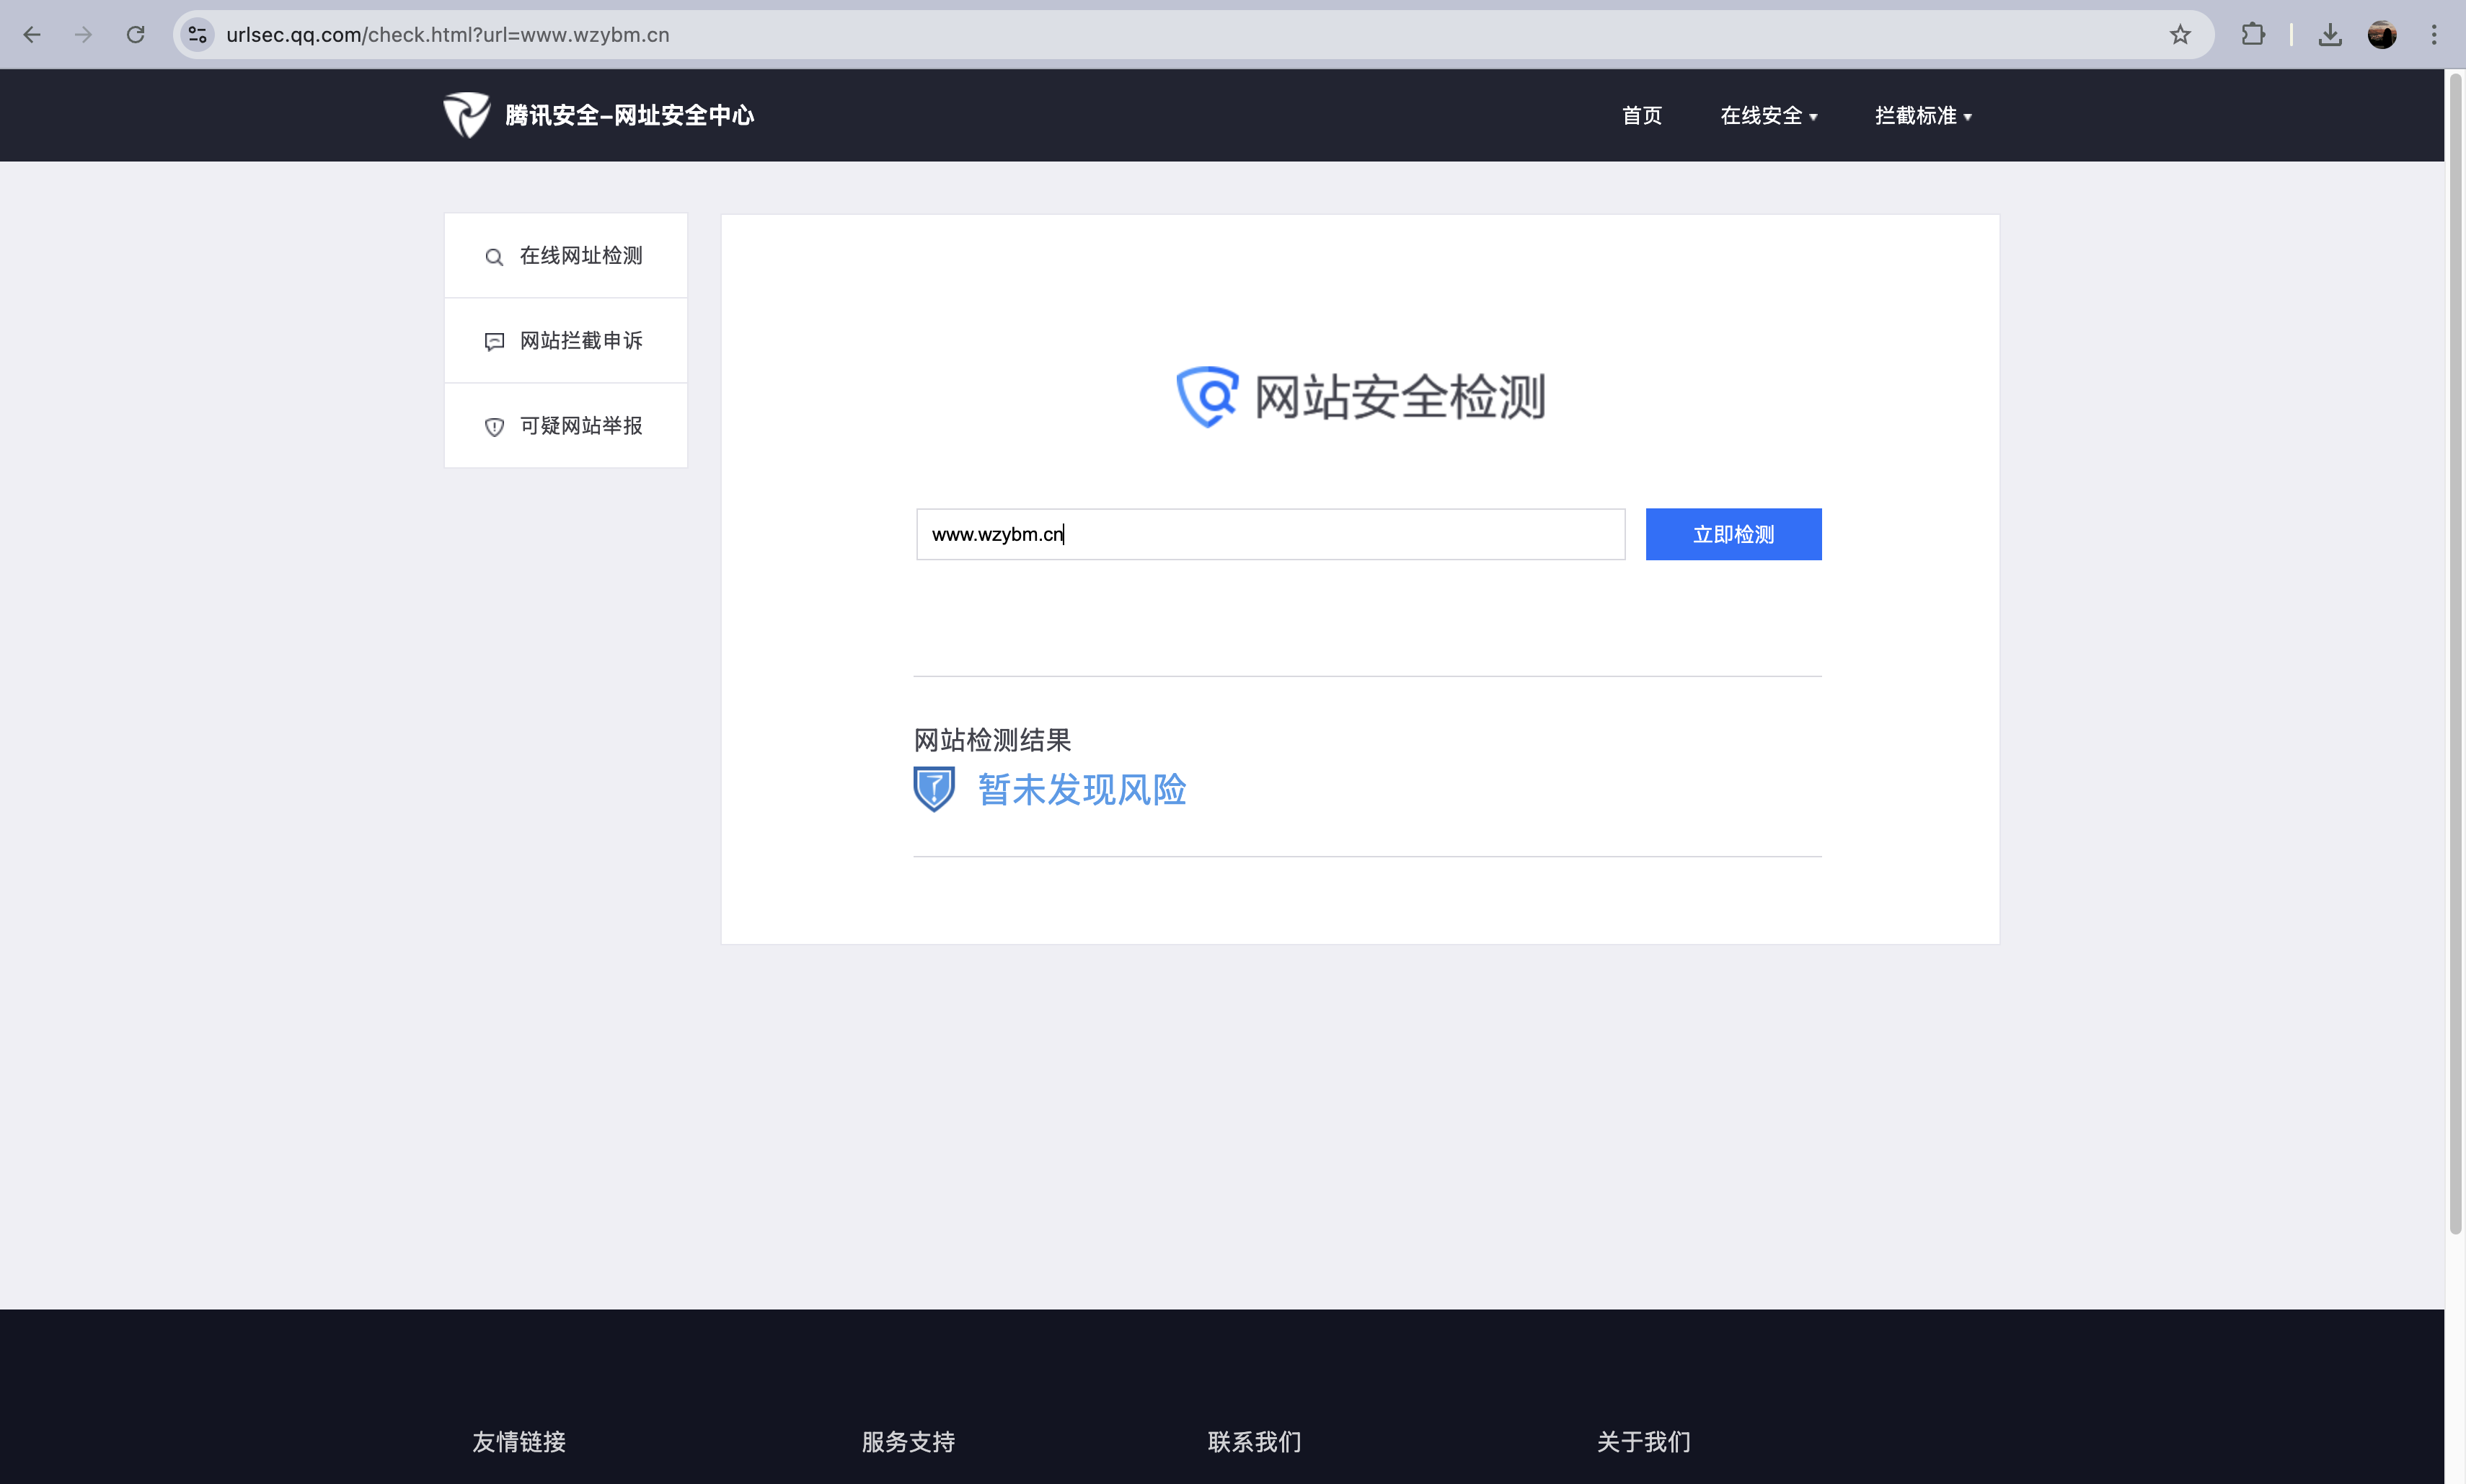 urlsec.qq.com/check.html?url=www.wzybm.cn
腾讯安全-网址安全中心
首页
在线安全
拦截标准
在线网址检测
网站拦截申诉
可疑网站举报
网站安全检测
www.wzybm.cn
立即检测
网站检测结果
暂未发现风险
友情链接
服务支持
联系我们
关于我们